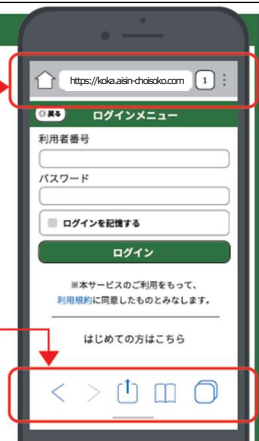 https://koka.aisin-choisoko.com
1
戻る
ログインメニュー
利用者番号
パスワード
ログインを記憶する
ログイン
※本サービスのご利用をもって、
利用規約に同意したものとみなします。
はじめての方はこちら